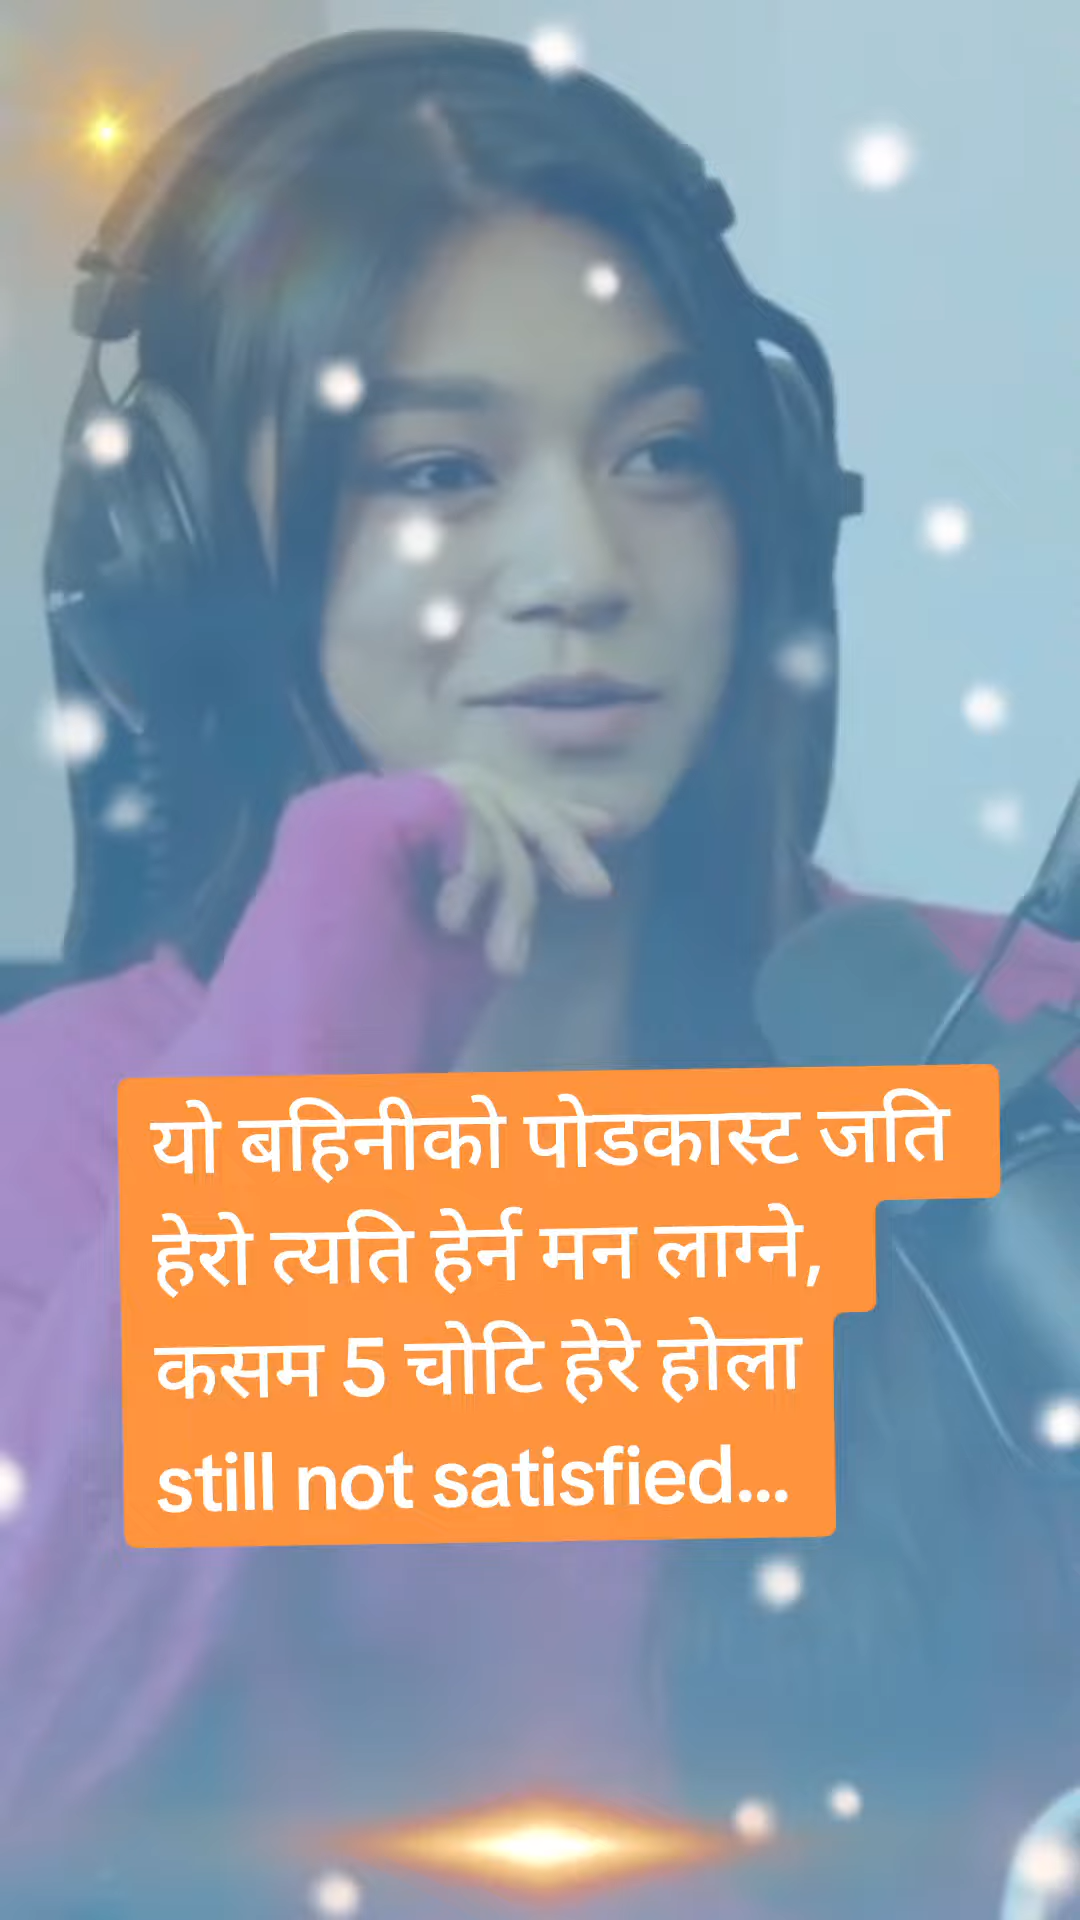 यो बहिनीको पोडकास्ट जति
हेरो त्यति हेर्न मन लाग्ने,
कसम 5 चोटि हेरे होला
still not satisfied...